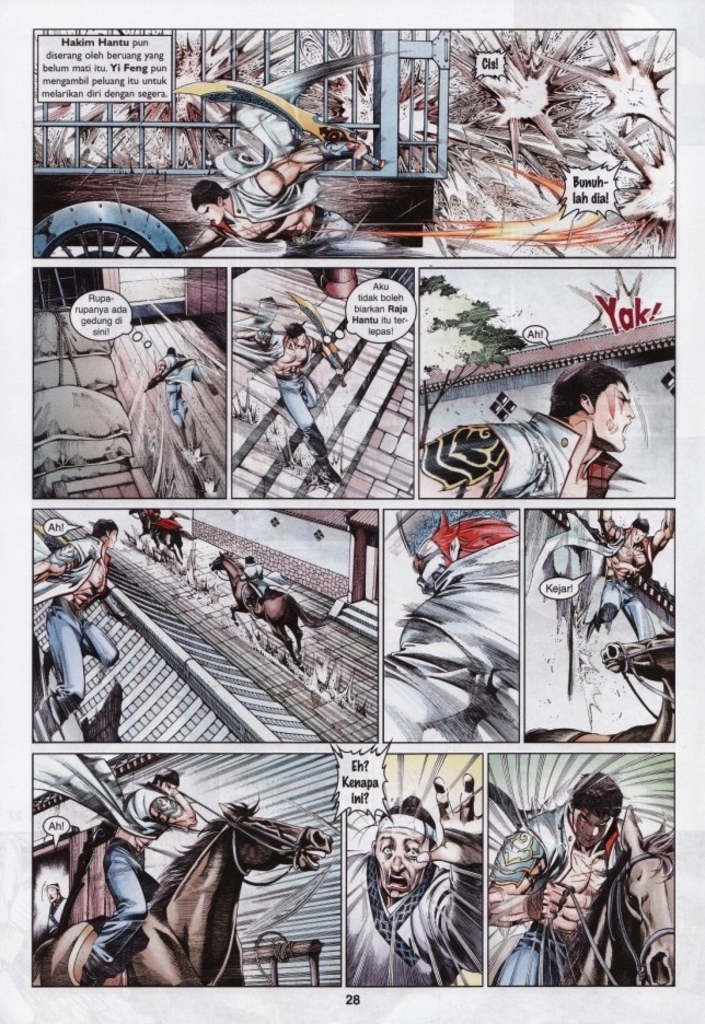 Hakim Hantu pun
diserang oleh beruang yang
belum mati itu. Yi Feng pun
mengambil peluang itu untuk
melarikan diri dengan segera.
Cis!
Bunuh-
lah dia!
Rupa-
rupanya ada
gedung di
sini!
Aku
tidak boleh
biarkan Raja
Hantu itu ter-
lepas!
Ah!
Yak!
Ah!
Ah!
Kejar!
Ah!
Eh?
Kenapa
ini?
28